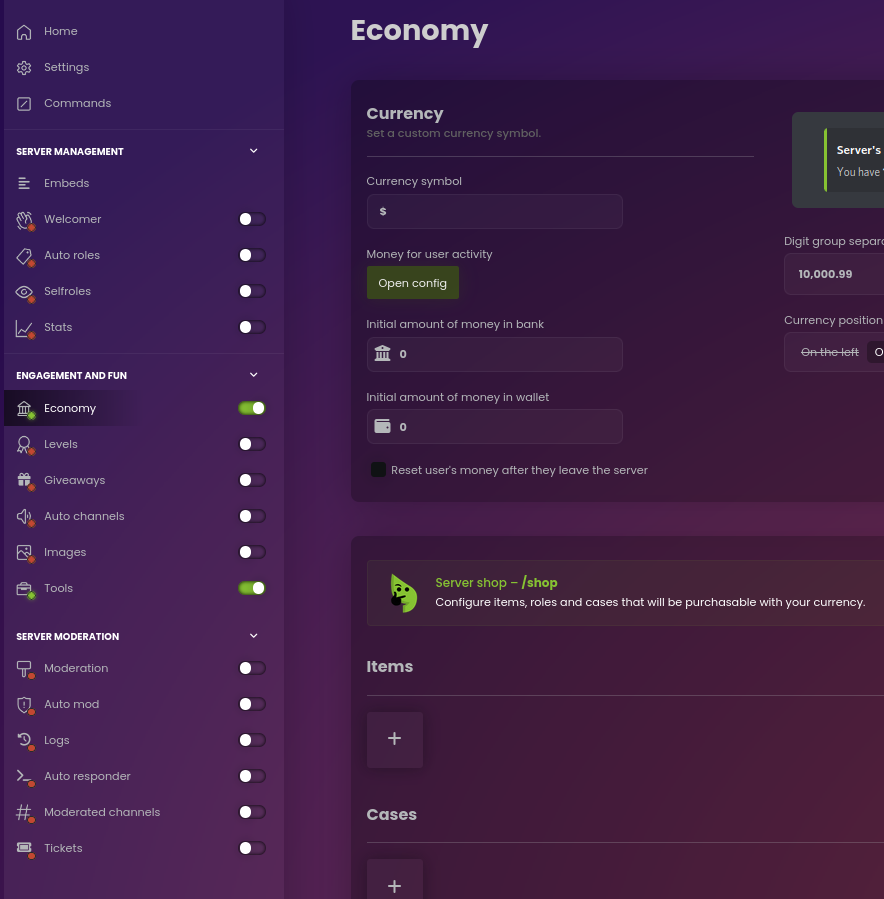 Home
Settings
Commands
SERVER MANAGEMENT
Embeds
Welcomer
Auto roles
Selfroles
Stats
ENGAGEMENT AND FUN
Economy
Levels
Giveaways
Auto channels
Images
Tools
SERVER MODERATION
Moderation
Auto mod
Logs
Auto responder
Moderated channels
Tickets
Economy
Currency
Set a custom currency symbol.
Currency symbol
$
Money for user activity
Open config
Initial amount of money in bank
0
Initial amount of money in wallet
0
Reset user's money after they leave the server
Server's
You have
Digit group separa
10,000.99
Currency position
On the left O
Server shop – /shop
Configure items, roles and cases that will be purchasable with your currency.
Items
+
Cases
+